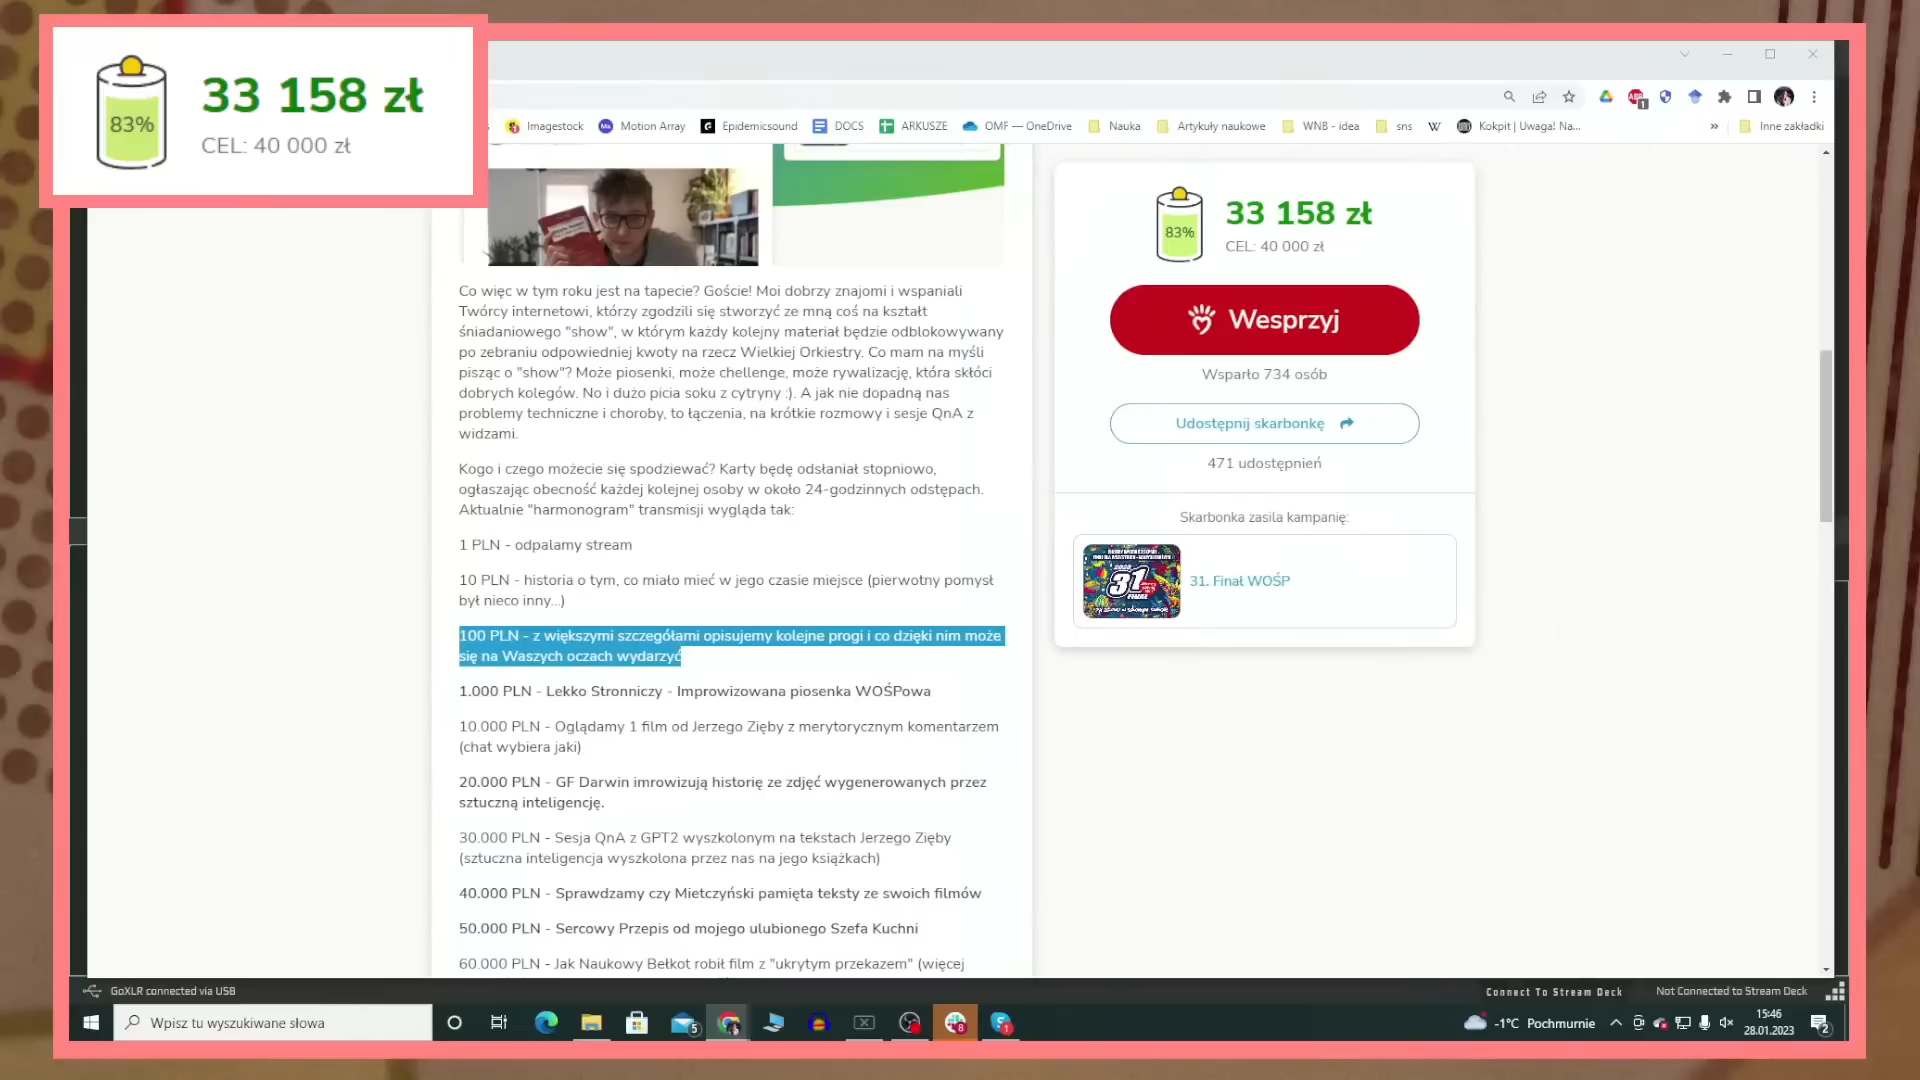 33 158 zł
83%
CEL: 40 000 zł
Imagestock
Motion Array
Epidemicsound
DOCS
ARKUSZE
OMF — OneDrive
Nauka
Artykuły naukowe
WNB - idea
sns
Kokpit | Uwaga! Na...
»
Inne zakładki
Co więc w tym roku jest na tapecie? Goście! Moi dobrzy znajomi i wspaniali
Twórcy internetowi, którzy zgodzili się stworzyć ze mną coś na kształt
śniadaniowego "show", w którym każdy kolejny materiał będzie odblokowywany
po zebraniu odpowiedniej kwoty na rzecz Wielkiej Orkiestry. Co mam na myśli
pisząc o "show"? Może piosenki, może chellenge, może rywalizację, która skłóci
dobrych kolegów. No i dużo picia soku z cytryny :). A jak nie dopadną nas
problemy techniczne i choroby, to łączenia, na krótkie rozmowy i sesje QnA z
widzami.
Kogo i czego możecie się spodziewać? Karty będę odsłaniał stopniowo,
ogłaszając obecność każdej kolejnej osoby w około 24-godzinnych odstępach.
Aktualnie "harmonogram" transmisji wygląda tak:
1 PLN - odpalamy stream
10 PLN - historia o tym, co miało mieć w jego czasie miejsce (pierwotny pomysł
był nieco inny...)
100 PLN - z większymi szczegółami opisujemy kolejne progi i co dzięki nim może
się na Waszych oczach wydarzyć
1.000 PLN - Lekko Stronniczy - Improwizowana piosenka WOŚPowa
10.000 PLN - Oglądamy 1 film od Jerzego Zięby z merytorycznym komentarzem
(chat wybiera jaki)
20.000 PLN - GF Darwin imrowizują historię ze zdjęć wygenerowanych przez
sztuczną inteligencję.
30.000 PLN - Sesja QnA z GPT2 wyszkolonym na tekstach Jerzego Zięby
(sztuczna inteligencja wyszkolona przez nas na jego książkach)
40.000 PLN - Sprawdzamy czy Mietczyński pamięta teksty ze swoich filmów
50.000 PLN - Sercowy Przepis od mojego ulubionego Szefa Kuchni
60.000 PLN - Jak Naukowy Bełkot robił film z "ukrytym przekazem" (więcej
33 158 zł
83%
CEL: 40 000 zł
Wesprzyj
Wsparło 734 osób
Udostępnij skarbonkę
471 udostępnień
Skarbonka zasila kampanię:
31
31. Finał WOŚP
GoXLR connected via USB
Connect To Stream Deck
Not Connected to Stream Deck
Wpisz tu wyszukiwane słowa
5
8
1
-1°C Pochmurnie
15:46
28.01.2023
2